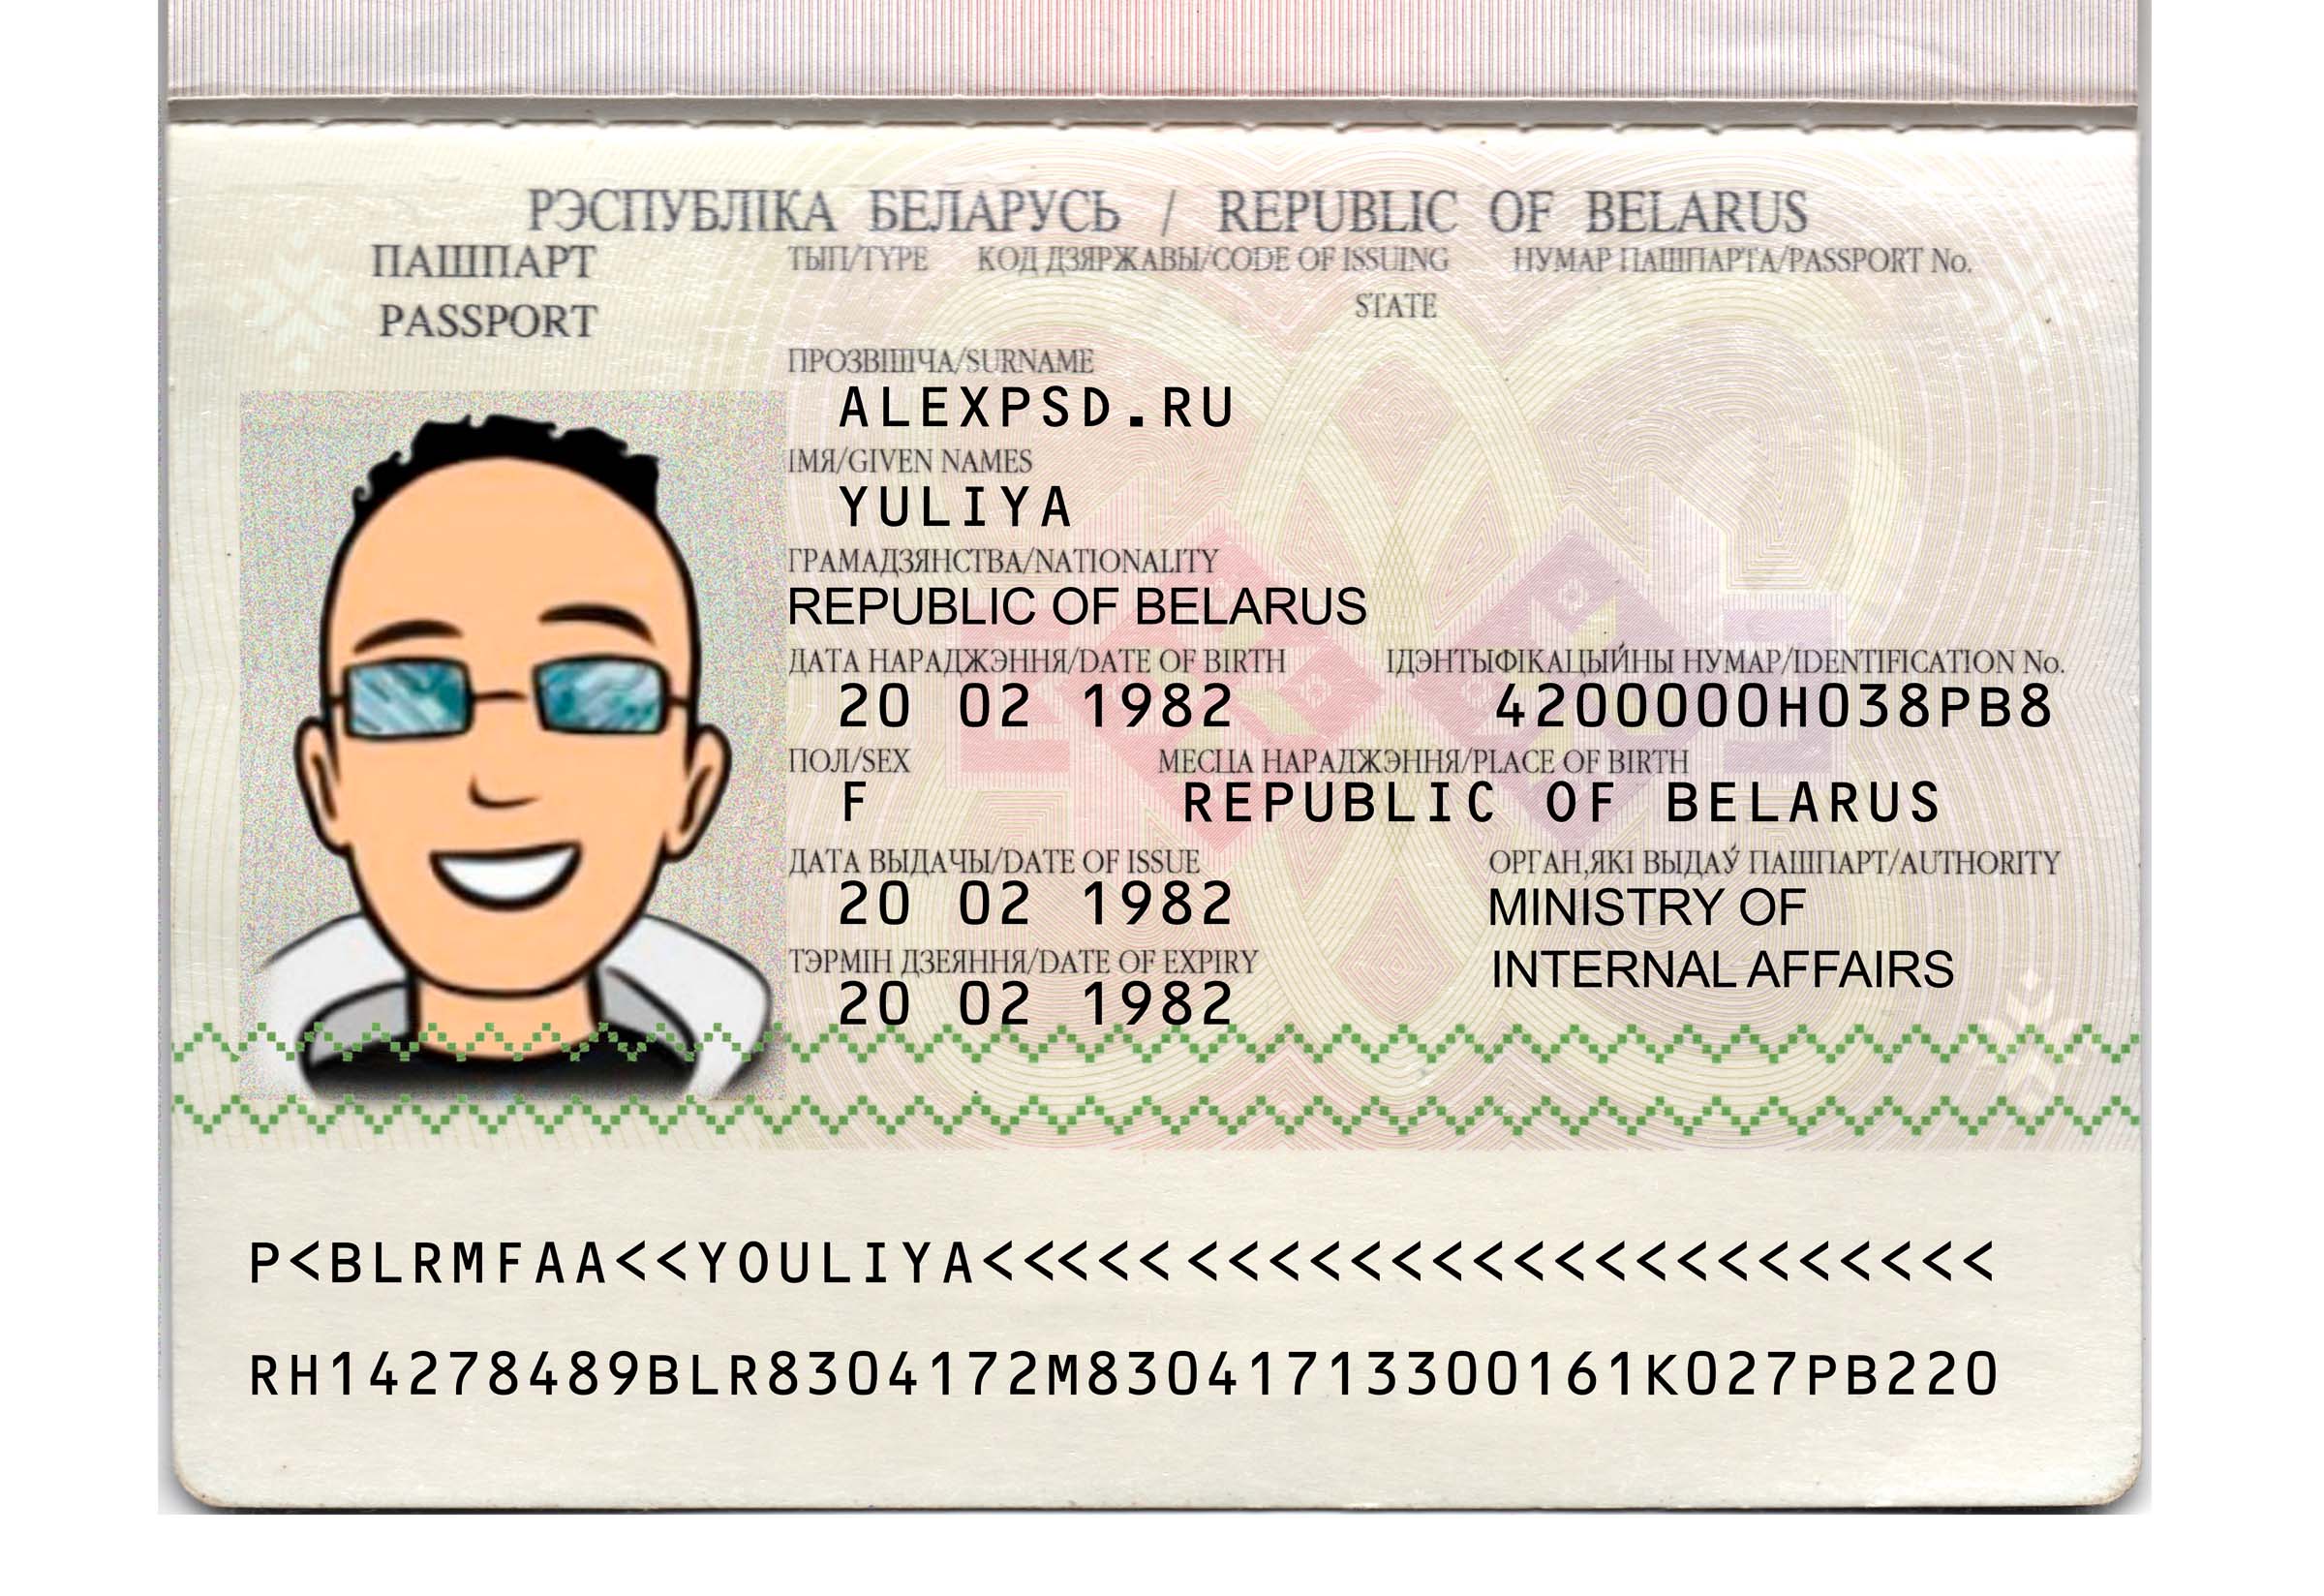 РЭСПУБЛІКА БЕЛАРУСЬ / REPUBLIC OF BELARUS
ПАШПАРТ
PASSPORT
ТЫП/TYPE КОД ДЗЯРЖАВЫ/CODE OF ISSUING STATE НУМАР ПАШПАРТА/PASSPORT No.
ПРОЗВІШЧА/SURNAME
ALEXPSD.RU
ІМЯ/GIVEN NAMES
YULIYA
ГРАМАДЗЯНСТВА/NATIONALITY
REPUBLIC OF BELARUS
ДАТА НАРАДЖЭННЯ/DATE OF BIRTH ІДЭНТЫФІКАЦЫЙНЫ НУМАР/IDENTIFICATION No.
20 02 1982 4200000H038PB8
ПОЛ/SEX МЕСЦА НАРАДЖЭННЯ/PLACE OF BIRTH
F REPUBLIC OF BELARUS
ДАТА ВЫДАЧЫ/DATE OF ISSUE ОРГАН,ЯКІ ВЫДАЎ ПАШПАРТ/AUTHORITY
20 02 1982 MINISTRY OF
INTERNAL AFFAIRS
ТЭРМІН ДЗЕЯННЯ/DATE OF EXPIRY
20 02 1982
P<BLRMFAA<<YOULIYA<<<<<<<<<<<<<<<<<<<<<<<<<
RH14278489BLR8304172M83041713300161K027PB220